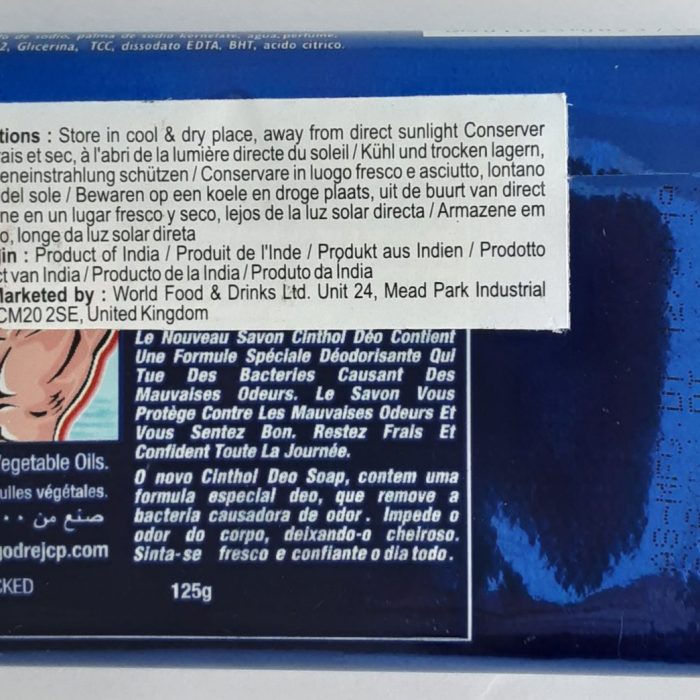 de sodio, palma de sodio kernelate, agua, perfume,
2, Glicerina, TCC, dissodato EDTA, BHT, acido citrico.
tions : Store in cool & dry place, away from direct sunlight Conserver
rais et sec, à l'abri de la lumière directe du soleil / Kühl und trocken lagern,
eneinstrahlung schützen / Conservare in luogo fresco e asciutto, lontano
del sole / Bewaren op een koele en droge plaats, uit de buurt van direct
ne en un lugar fresco y seco, lejos de la luz solar directa / Armazene em
o, longe da luz solar direta
jin : Product of India / Produit de l'Inde / Produkt aus Indien / Prodotto
ct van India / Producto de la India / Produto da India
Marketed by : World Food & Drinks Ltd. Unit 24, Mead Park Industrial
CM20 2SE, United Kingdom
Le Nouveau Savon Cinthol Déo Contient
Une Formule Spéciale Déodorisante Qui
Tue Des Bacteries Causant Des
Mauvaises Odeurs. Le Savon Vous
Protège Contre Les Mauvaises Odeurs Et
Vous Sentez Bon. Restez Frais Et
Confident Toute La Journée.
O novo Cinthol Deo Soap, contem uma
formula especial deo, que remove a
bacteria causadora de odor. Impede o
odor do corpo, deixando-o cheiroso.
Sinta-se fresco e confiante o dia todo.
Vegetable Oils.
uilles végétales.
صنع من ١٠٠
godrejcp.com
CKED
125g